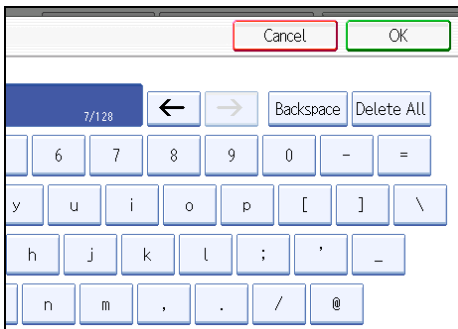 Cancel OK
7/128 ← → Backspace Delete All
6 7 8 9 0 - =
y u i o p [ ] \
h j k l ; ' _
n m , . / @